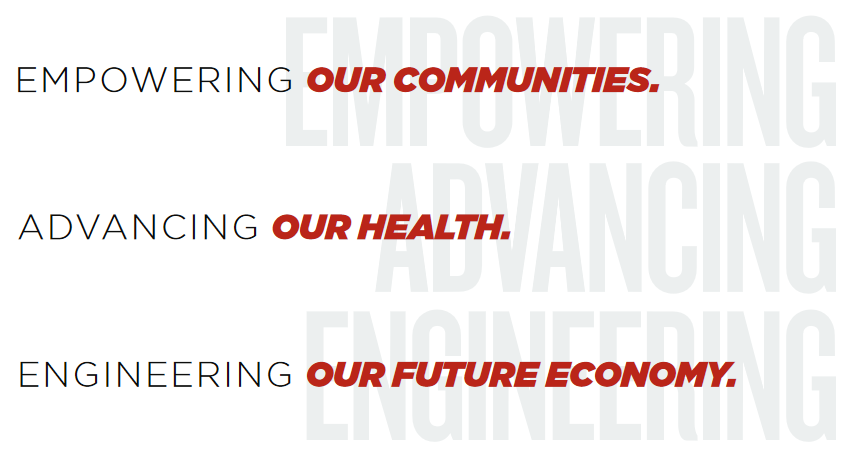 EMPOWERING
EMPOWERING OUR COMMUNITIES.
ADVANCING
ADVANCING OUR HEALTH.
ENGINEERING
ENGINEERING OUR FUTURE ECONOMY.